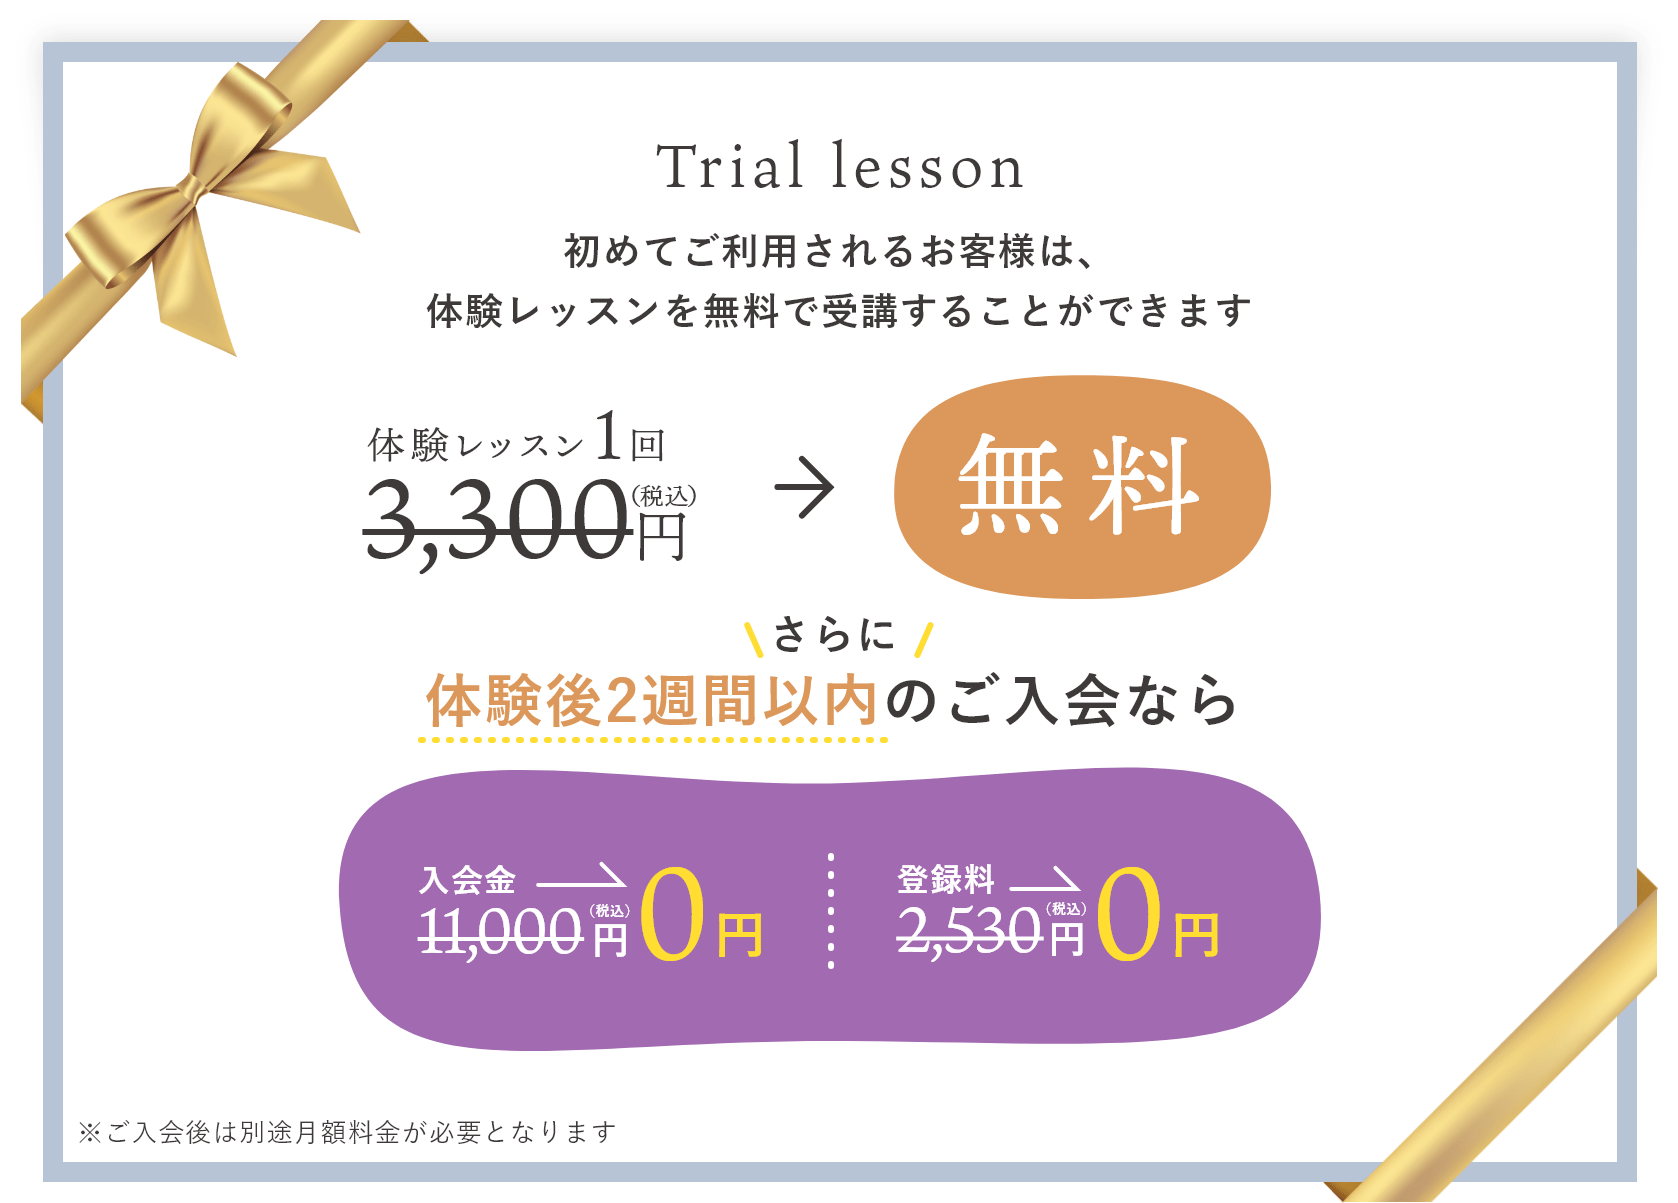 Trial lesson
初めてご利用されるお客様は、
体験レッスンを無料で受講することができます
体験レッスン1回
3,300円(税込)
無料
さらに
体験後2週間以内のご入会なら
入会金
11,000円(税込)
0円
登録料
2,530円(税込)
0円
※ご入会後は別途月額料金が必要となります